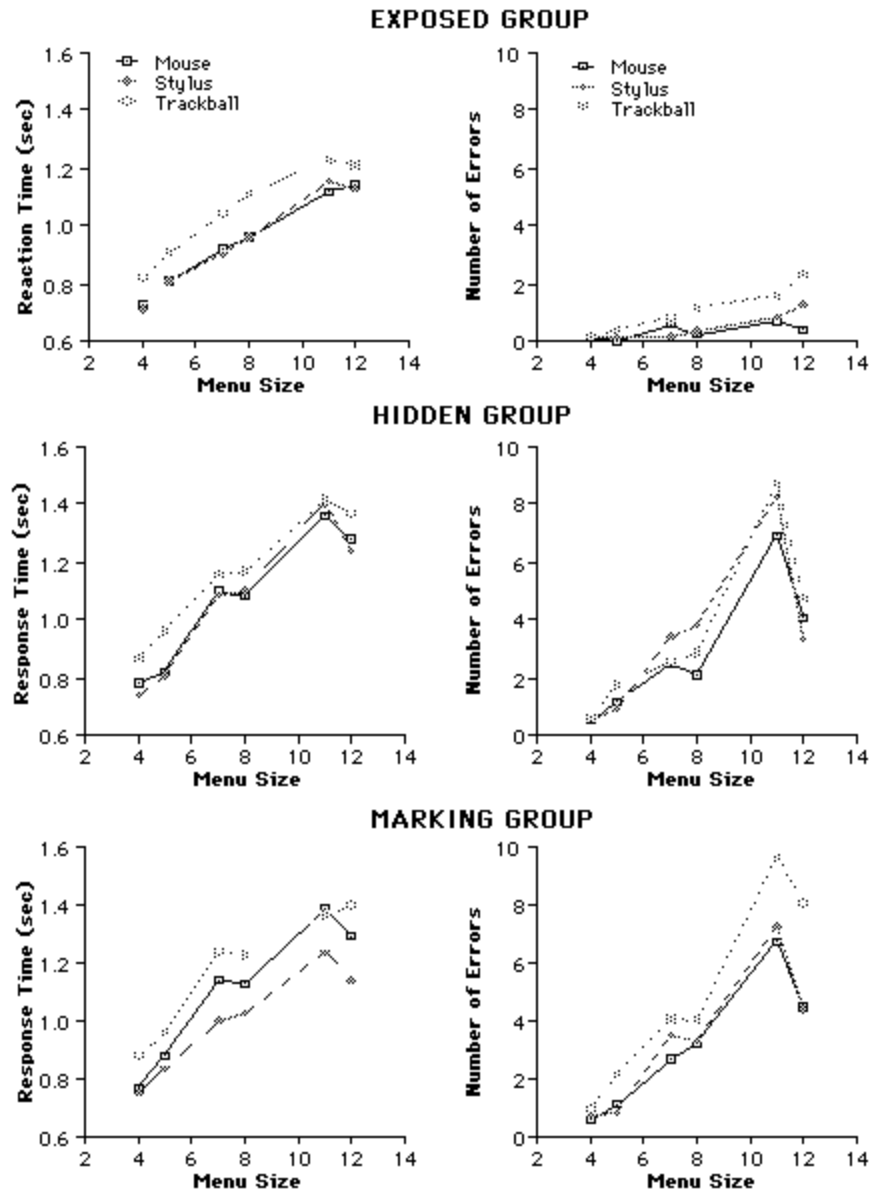 EXPOSED GROUP
1.6
1.4
1.2
1.0
0.8
0.6
Reaction Time (sec)
Mouse
Stylus
Trackball
2 4 6 8 10 12 14
Menu Size
10
8
6
4
2
0
Number of Errors
Mouse
Stylus
Trackball
2 4 6 8 10 12 14
Menu Size
HIDDEN GROUP
1.6
1.4
1.2
1.0
0.8
0.6
Response Time (sec)
2 4 6 8 10 12 14
Menu Size
10
8
6
4
2
0
Number of Errors
2 4 6 8 10 12 14
Menu Size
MARKING GROUP
1.6
1.4
1.2
1.0
0.8
0.6
Response Time (sec)
2 4 6 8 10 12 14
Menu Size
10
8
6
4
2
0
Number of Errors
2 4 6 8 10 12 14
Menu Size